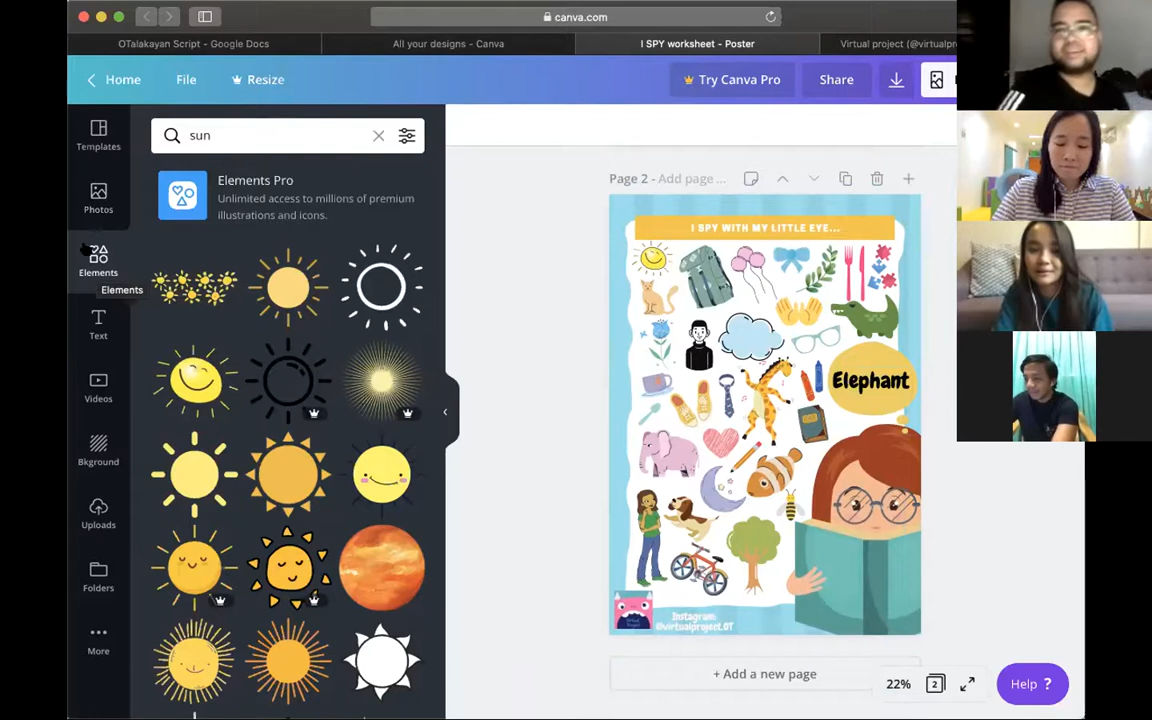 canva.com
OTalakayan Script - Google Docs
All your designs - Canva
I SPY worksheet - Poster
Virtual project (@virtualpro
Home
File
Resize
Try Canva Pro
Share
Templates
Photos
Elements
Elements
Text
Videos
Bkground
Uploads
Folders
More
sun
Elements Pro
Unlimited access to millions of premium
illustrations and icons.
Page 2 - Add page ...
I SPY WITH MY LITTLE EYE...
Elephant
Instagram:
@virtualproject.OT
+ Add a new page
22%
2
Help ?